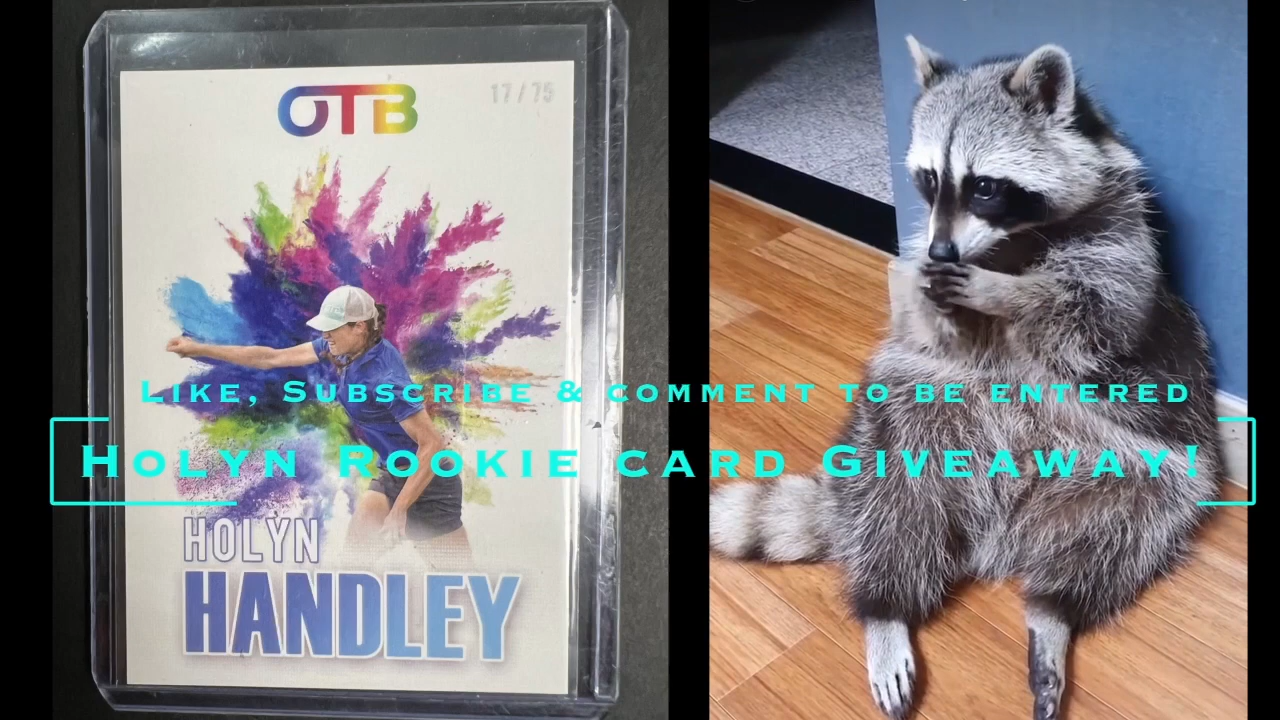 OTB
17 / 75
LIKE, SUBSCRIBE & COMMENT TO BE ENTERED
HOLYN ROOKIE CARD GIVEAWAY!
HOLYN
HANDLEY